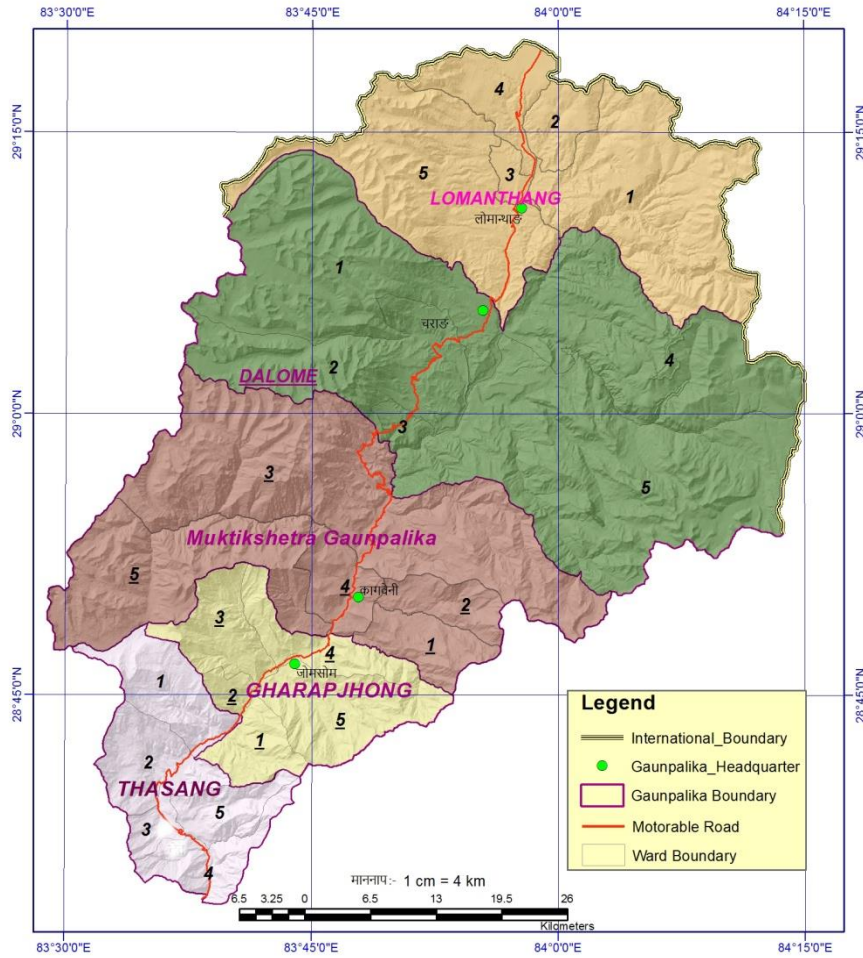 83°30'0"E 83°45'0"E 84°0'0"E 84°15'0"E
4
2
29°15'0"N 29°15'0"N
5 3
LOMANTHANG 1
लोमान्थाङ
1
चराङ
4
2
DALOME
29°0'0"N 29°0'0"N
3
3
5
Muktikshetra Gaunpalika
5
4
कागवेनी 2
3
4 1
जोमसोम
1
GHARAPJHONG
28°45'0"N 28°45'0"N
2
5
1
2
THASANG
5
3
4
Legend
International_Boundary
Gaunpalika_Headquarter
Gaunpalika Boundary
Motorable Road
Ward Boundary
माननाप:- 1 cm = 4 km
6.5 3.25 0 6.5 13 19.5 26
Kilometers
83°30'0"E 83°45'0"E 84°0'0"E 84°15'0"E